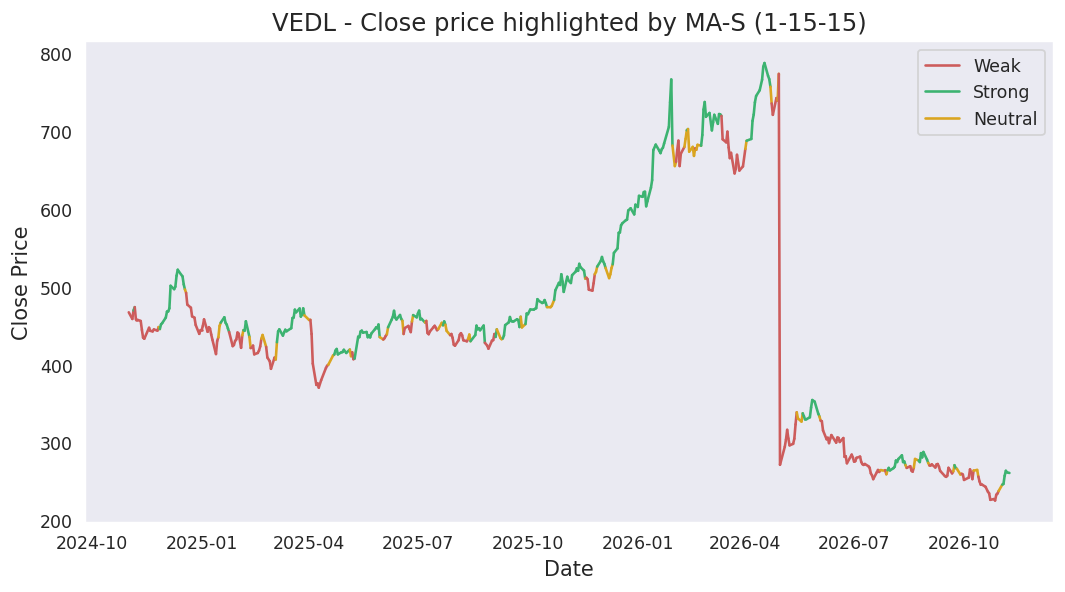 VEDL - Close price highlighted by MA-S (1-15-15)
Weak
Strong
Neutral
Close Price
800
700
600
500
400
300
200
2024-10 2025-01 2025-04 2025-07 2025-10 2026-01 2026-04 2026-07 2026-10
Date